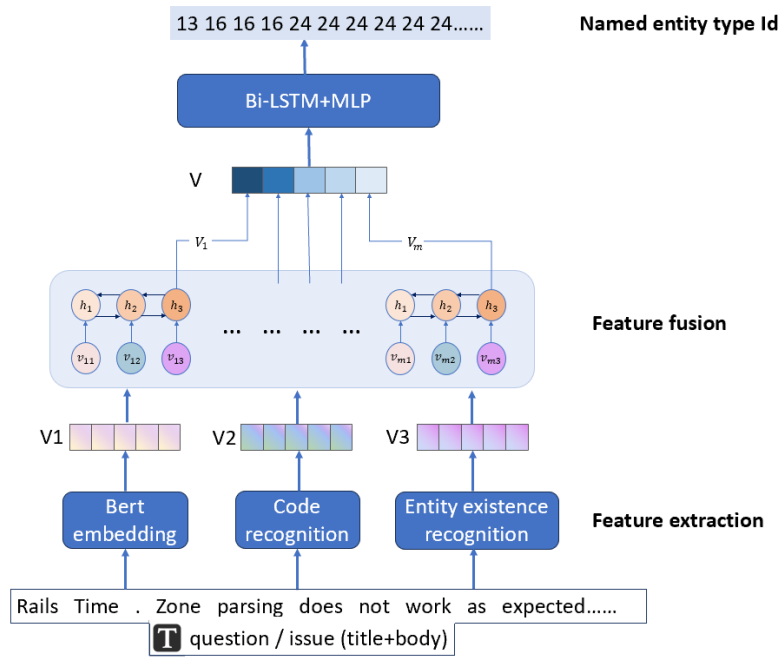 13 16 16 16 24 24 24 24 24 24......
Named entity type Id
Bi-LSTM+MLP
V
V₁
Vₘ
h₁ h₂ h₃
h₁ h₂ h₃
... ... ... ...
Feature fusion
v₁₁ v₁₂ v₁₃
vₘ₁ vₘ₂ vₘ₃
V1
V2
V3
Bert
embedding
Code
recognition
Entity existence
recognition
Feature extraction
Rails Time . Zone parsing does not work as expected......
T question / issue (title+body)